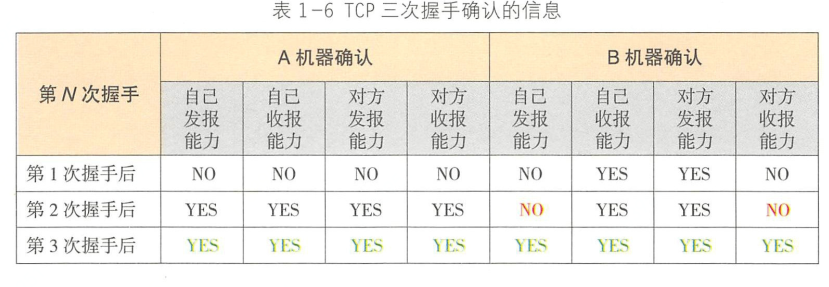 表 1-6 TCP 三次握手确认的信息
第 N 次握手 A 机器确认 B 机器确认
自己发报能力 自己收报能力 对方发报能力 对方收报能力 自己发报能力 自己收报能力 对方发报能力 对方收报能力
第 1 次握手后 NO NO NO NO NO YES YES NO
第 2 次握手后 YES YES YES YES NO YES YES NO
第 3 次握手后 YES YES YES YES YES YES YES YES